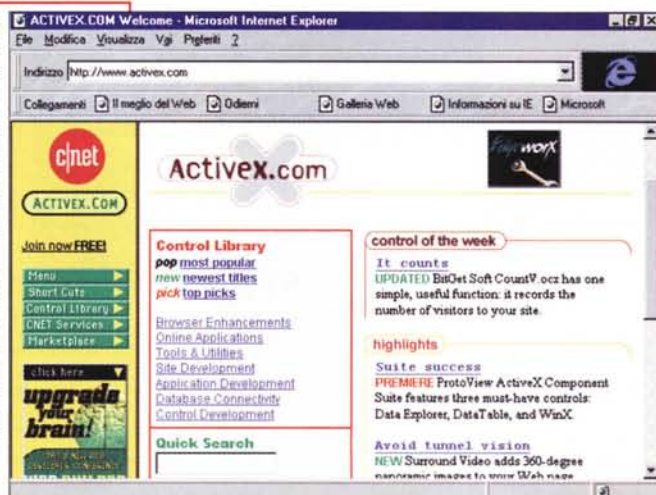 ACTIVEX.COM Welcome - Microsoft Internet Explorer
File Modifica Visualizza Vai Preferiti ?
Indirizzo http://www.activex.com
Collegamenti Il meglio del Web Odierni Galleria Web Informazioni su IE Microsoft
c|net
ACTIVEX.COM
Join now FREE!
Menu
Short Cuts
Control Library
CNET Services
Marketplace
click here
upgrade
your
brain!
Activex.com
worx
Control Library
pop most popular
new newest titles
pick top picks
Browser Enhancements
Online Applications
Tools & Utilities
Site Development
Application Development
Database Connectivity
Control Development
Quick Search
control of the week
It counts
UPDATED BitGet Soft CountV.ocx has one
simple, useful function: it records the
number of visitors to your site.
highlights
Suite success
PREMIERE ProtoView ActiveX Component
Suite features three must-have controls:
Data Explorer, DataTable, and WinX.
Avoid tunnel vision
NEW Surround Video adds 360-degree
panoramic images to your Web page